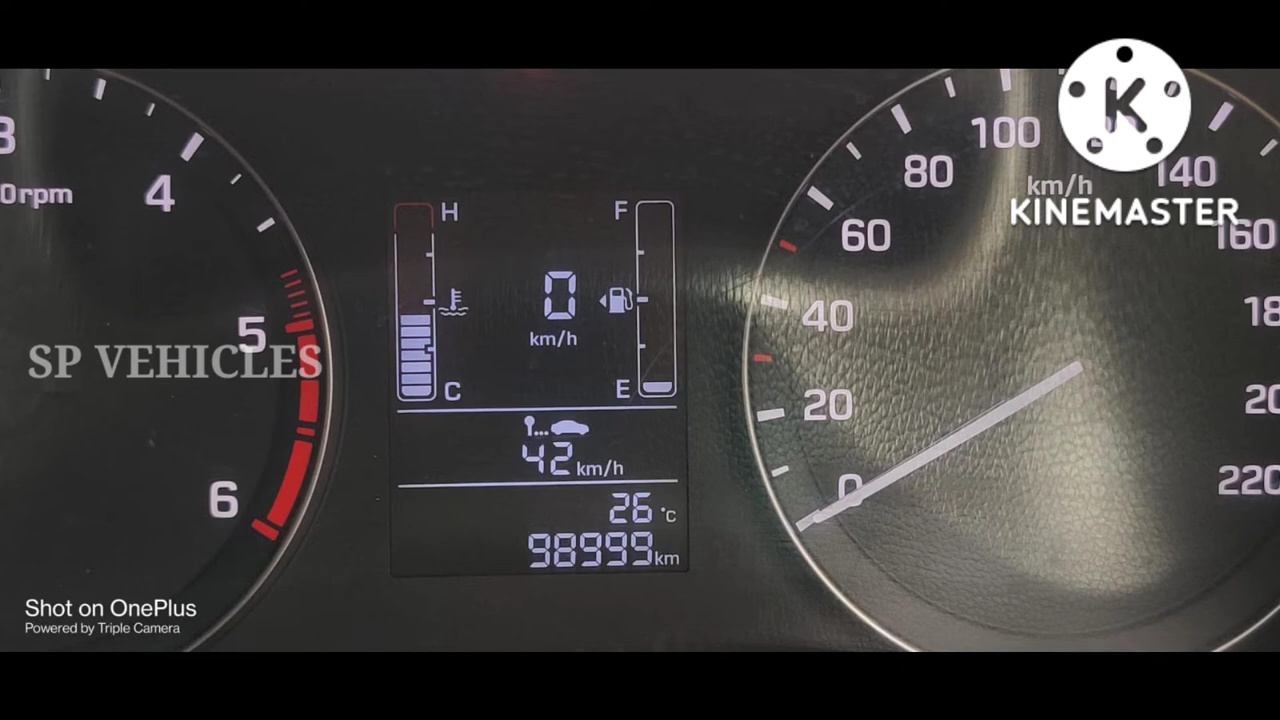 3
0rpm
4
5
6
SP VEHICLES
H
C
0
km/h
F
E
42 km/h
26 °C
98999 km
0
20
40
60
80
100
140
160
18
20
220
km/h
K
KINEMASTER
Shot on OnePlus
Powered by Triple Camera